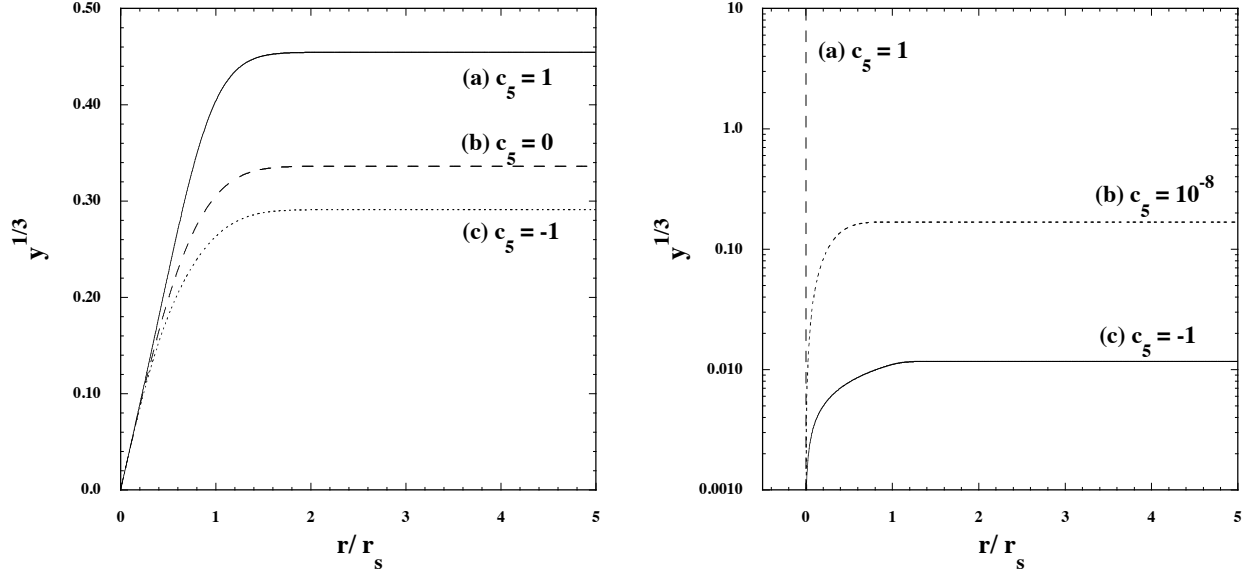 0.50
0.40
0.30
0.20
0.10
0.0
y^{1/3}
(a) c_5 = 1
(b) c_5 = 0
(c) c_5 = -1
0 1 2 3 4 5
r/ r_s
10
1.0
0.10
0.010
0.0010
y^{1/3}
(a) c_5 = 1
(b) c_5 = 10^{-8}
(c) c_5 = -1
0 1 2 3 4 5
r/ r_s